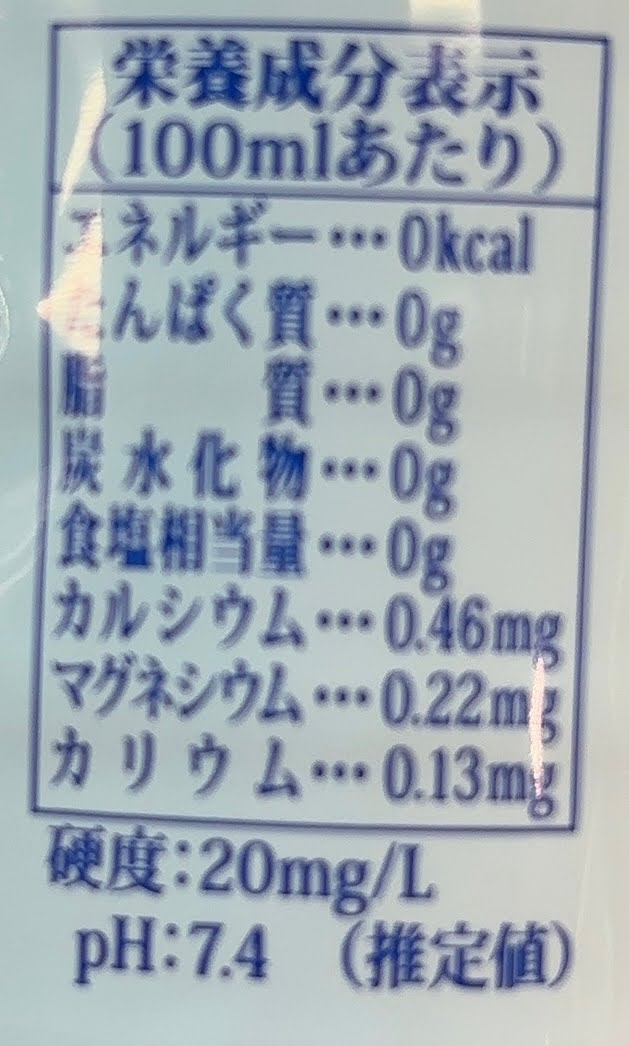 栄養成分表示
（100mlあたり）
エネルギー…0kcal
たんぱく質…0g
脂質…0g
炭水化物…0g
食塩相当量…0g
カルシウム…0.46mg
マグネシウム…0.22mg
カリウム…0.13mg
硬度:20mg/L
pH:7.4 （推定値）